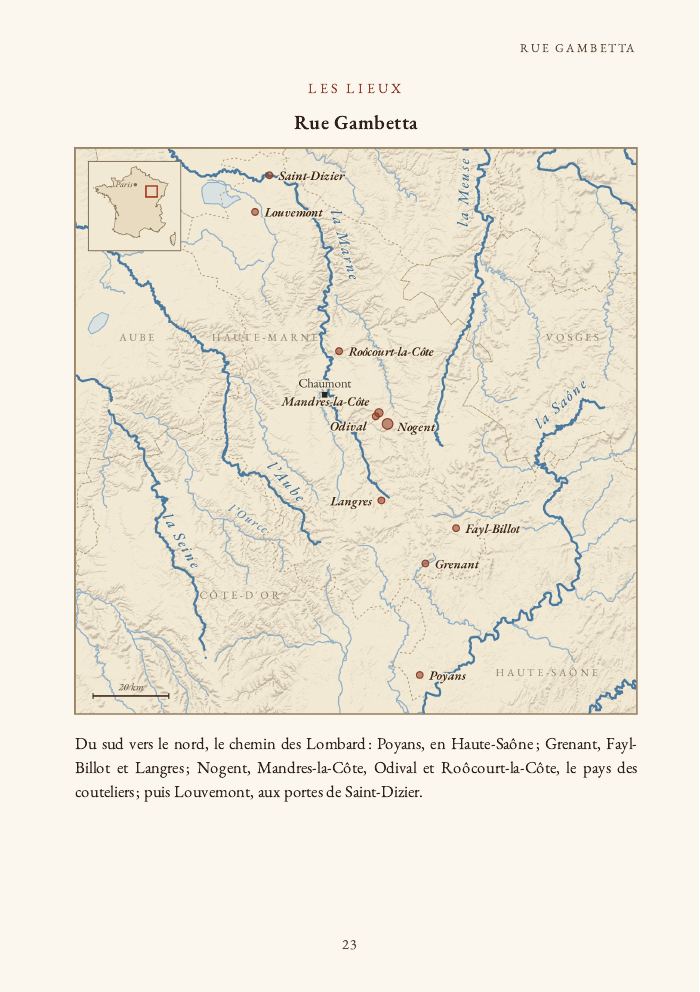 RUE GAMBETTA
LES LIEUX
Rue Gambetta
Paris
Saint-Dizier
Louvemont
la Marne
la Meuse
AUBE
HAUTE-MARNE
VOSGES
Roôcourt-la-Côte
Chaumont
Mandres-la-Côte
Odival
Nogent
la Saône
l'Aube
Langres
l'Ource
la Seine
Fayl-Billot
Grenant
CÔTE-D'OR
Poyans
HAUTE-SAÔNE
20 km
Du sud vers le nord, le chemin des Lombard : Poyans, en Haute-Saône ; Grenant, Fayl-
Billot et Langres ; Nogent, Mandres-la-Côte, Odival et Roôcourt-la-Côte, le pays des
couteliers ; puis Louvemont, aux portes de Saint-Dizier.
23